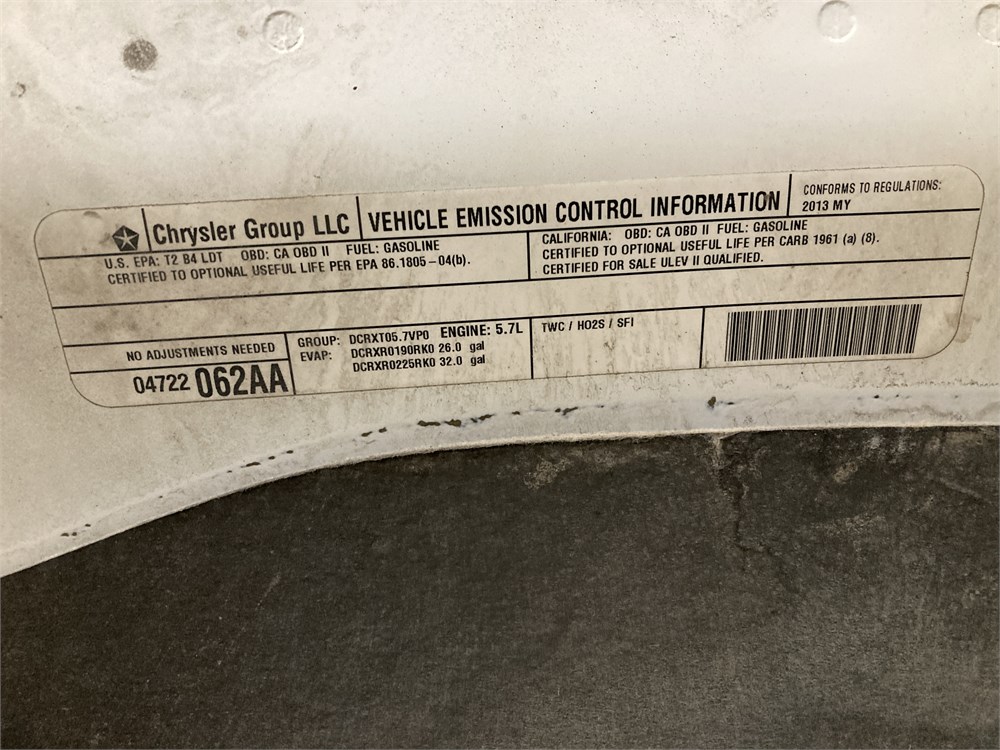 Chrysler Group LLC
VEHICLE EMISSION CONTROL INFORMATION
CONFORMS TO REGULATIONS:
2013 MY
U.S. EPA: T2 B4 LDT OBD: CA OBD II FUEL: GASOLINE
CERTIFIED TO OPTIONAL USEFUL LIFE PER EPA 86.1805-04(b).
CALIFORNIA: OBD: CA OBD II FUEL: GASOLINE
CERTIFIED TO OPTIONAL USEFUL LIFE PER CARB 1961 (a) (8).
CERTIFIED FOR SALE ULEV II QUALIFIED.
NO ADJUSTMENTS NEEDED
04722 062AA
GROUP: DCRXT05.7VP0 ENGINE: 5.7L
EVAP: DCRXR0190RK0 26.0 gal
DCRXR0225RK0 32.0 gal
TWC / HO2S / SFI